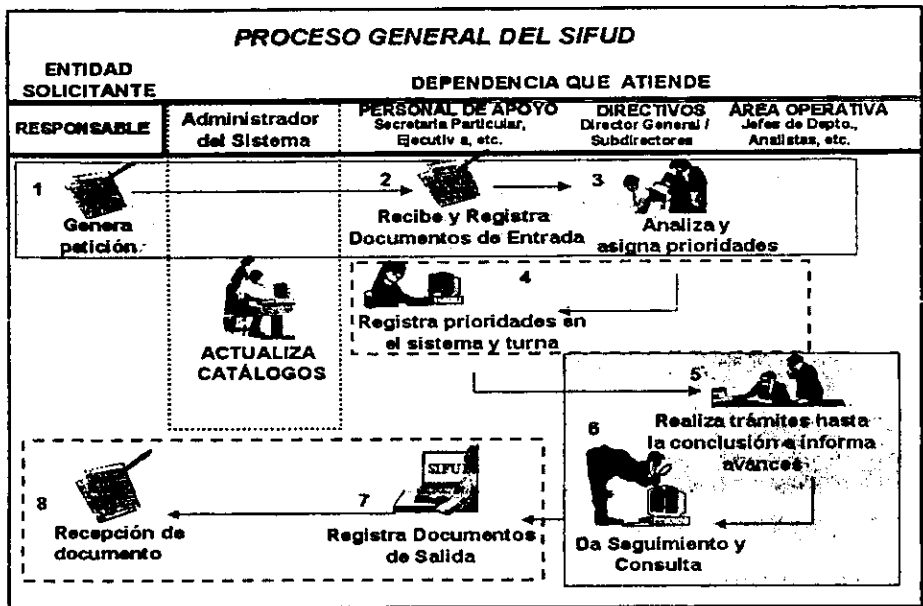 PROCESO GENERAL DEL SIFUD
ENTIDAD
SOLICITANTE
DEPENDENCIA QUE ATIENDE
RESPONSABLE
Administrador
del Sistema
PERSONAL DE APOYO
Secretaria Particular,
Ejecutiva, etc.
DIRECTIVOS
Director General /
Subdirectores
ÁREA OPERATIVA
Jefes de Depto.,
Analistas, etc.
1
Genera
petición.
2
Recibe y Registra
Documentos de Entrada
3
Analiza y
asigna prioridades
ACTUALIZA
CATÁLOGOS
4
Registra prioridades en
el sistema y turna
5
Realiza trámites hasta
la conclusión e informa
avances
6
Da Seguimiento y
Consulta
7
SIFUD
Registra Documentos
de Salida
8
Recepción de
documento